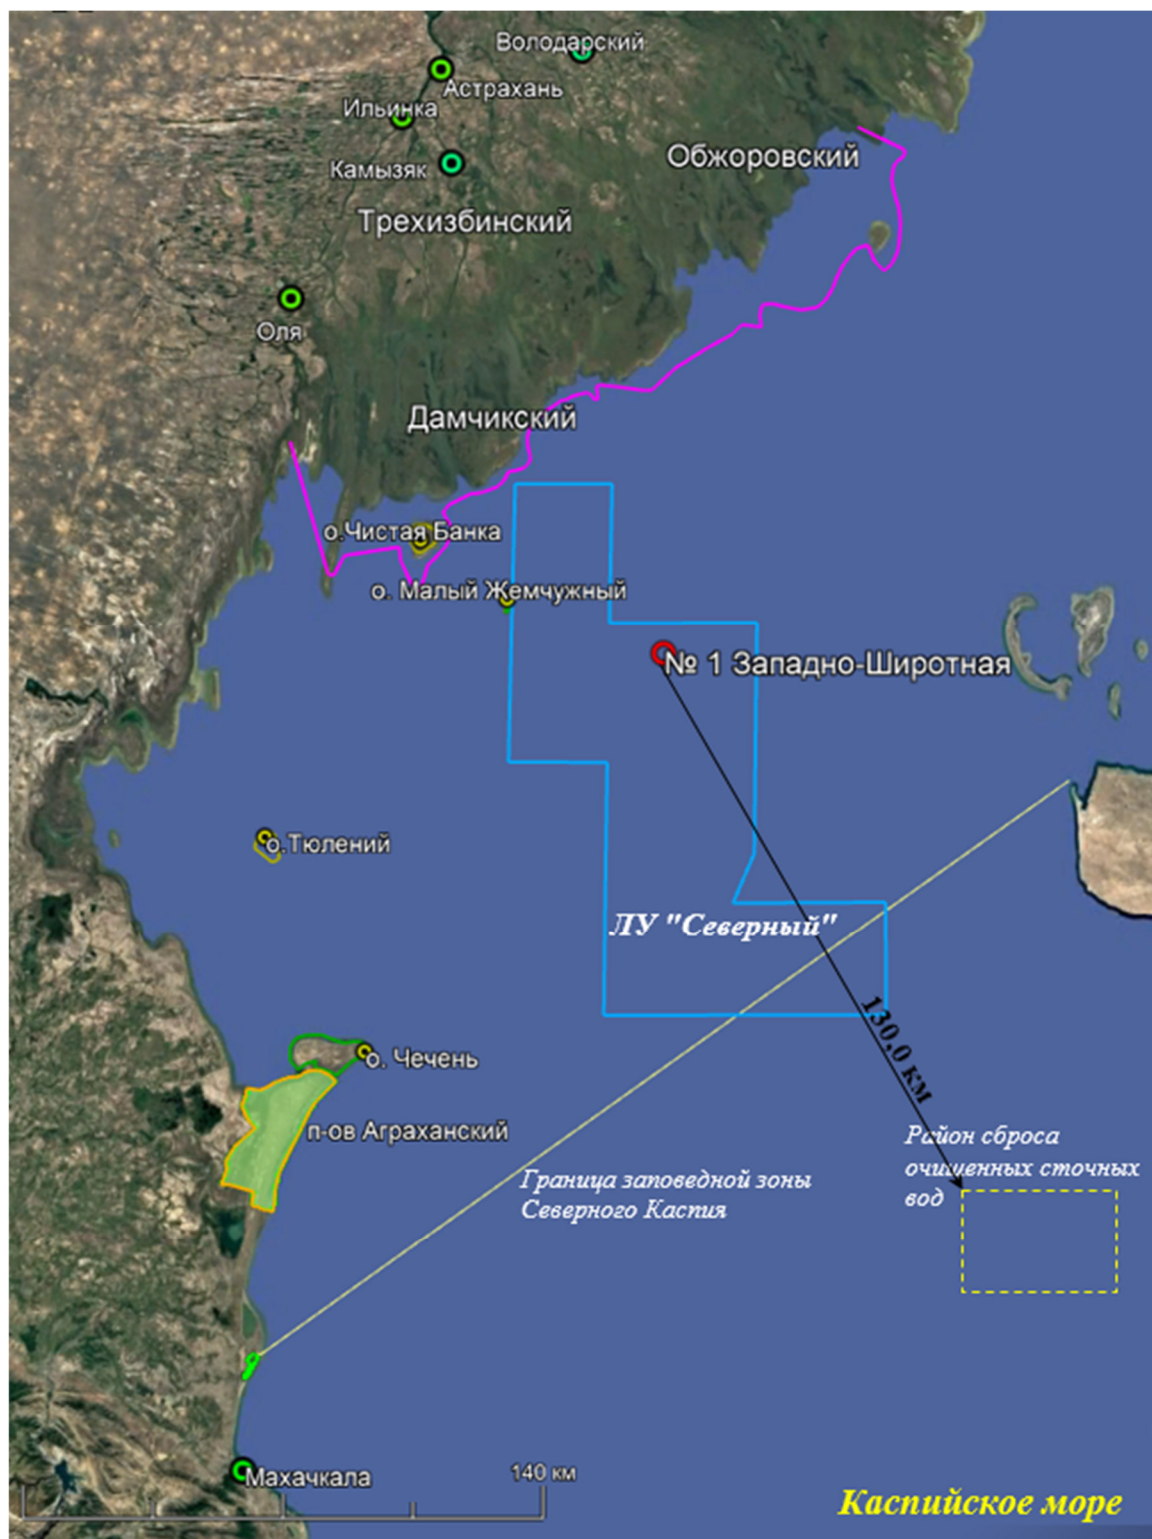 Володарский
Астрахань
Ильинка
Обжоровский
Камызяк
Трехизбинский
Оля
Дамчикский
о.Чистая Банка
о. Малый Жемчужный
№ 1 Западно-Широтная
о.Тюлений
ЛУ "Северный"
130,0 км
о. Чечень
п-ов Аграханский
Район сброса
очищенных сточных
вод
Граница заповедной зоны
Северного Каспия
Махачкала
140 км
Каспийское море